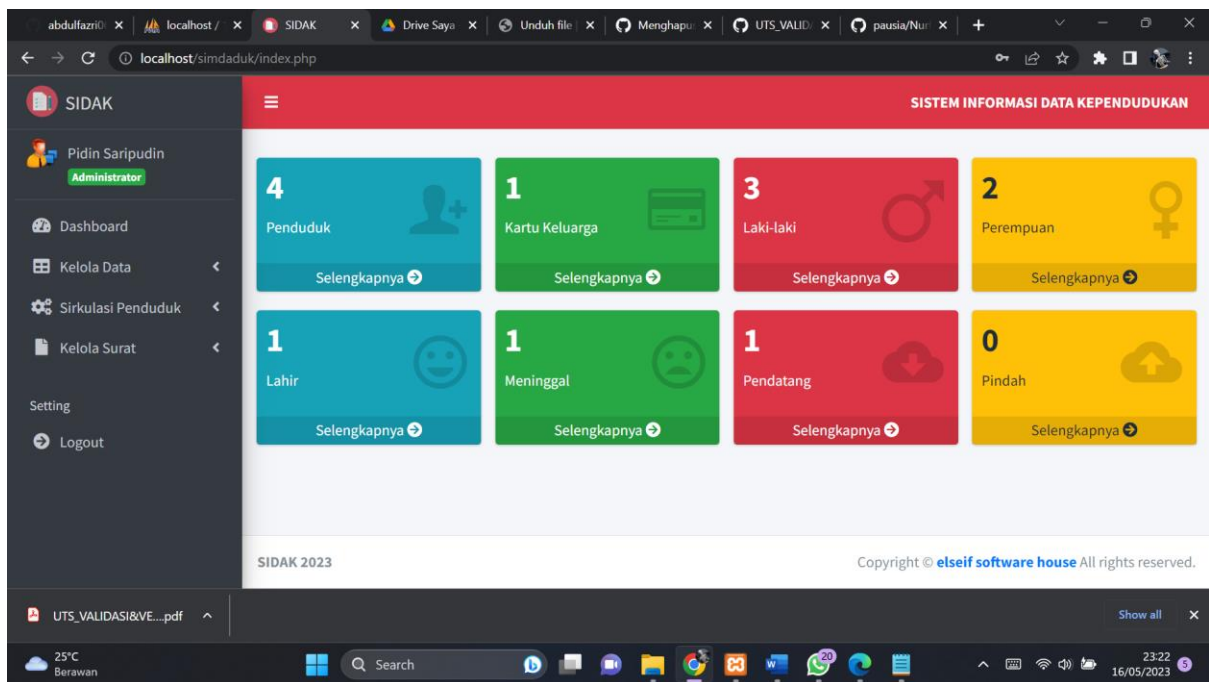 abdulfazri0
localhost /
SIDAK
Drive Saya
Unduh file
Menghapu
UTS_VALID
pausia/Nur
localhost/simdaduk/index.php
SIDAK
SISTEM INFORMASI DATA KEPENDUDUKAN
Pidin Saripudin
Administrator
Dashboard
Kelola Data
Sirkulasi Penduduk
Kelola Surat
Setting
Logout
4
Penduduk
Selengkapnya
1
Kartu Keluarga
Selengkapnya
3
Laki-laki
Selengkapnya
2
Perempuan
Selengkapnya
1
Lahir
Selengkapnya
1
Meninggal
Selengkapnya
1
Pendatang
Selengkapnya
0
Pindah
Selengkapnya
SIDAK 2023
Copyright © elseif software house All rights reserved.
UTS_VALIDASI&VE....pdf
Show all
25°C
Berawan
Search
20
23:22
16/05/2023
5